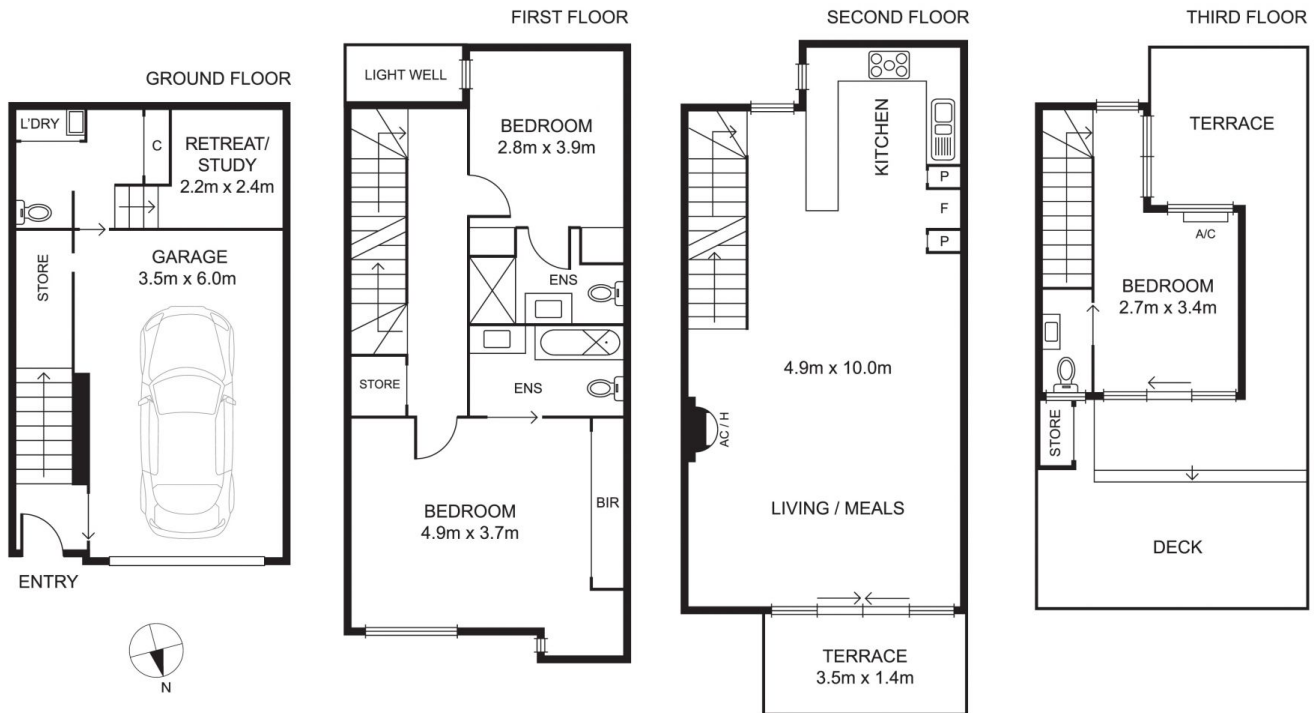 GROUND FLOOR
L'DRY
C
RETREAT/
STUDY
2.2m x 2.4m
STORE
GARAGE
3.5m x 6.0m
ENTRY
N
FIRST FLOOR
LIGHT WELL
BEDROOM
2.8m x 3.9m
ENS
STORE
ENS
BEDROOM
4.9m x 3.7m
BIR
SECOND FLOOR
KITCHEN
P
F
P
4.9m x 10.0m
AC / H
LIVING / MEALS
TERRACE
3.5m x 1.4m
THIRD FLOOR
TERRACE
A/C
BEDROOM
2.7m x 3.4m
STORE
DECK